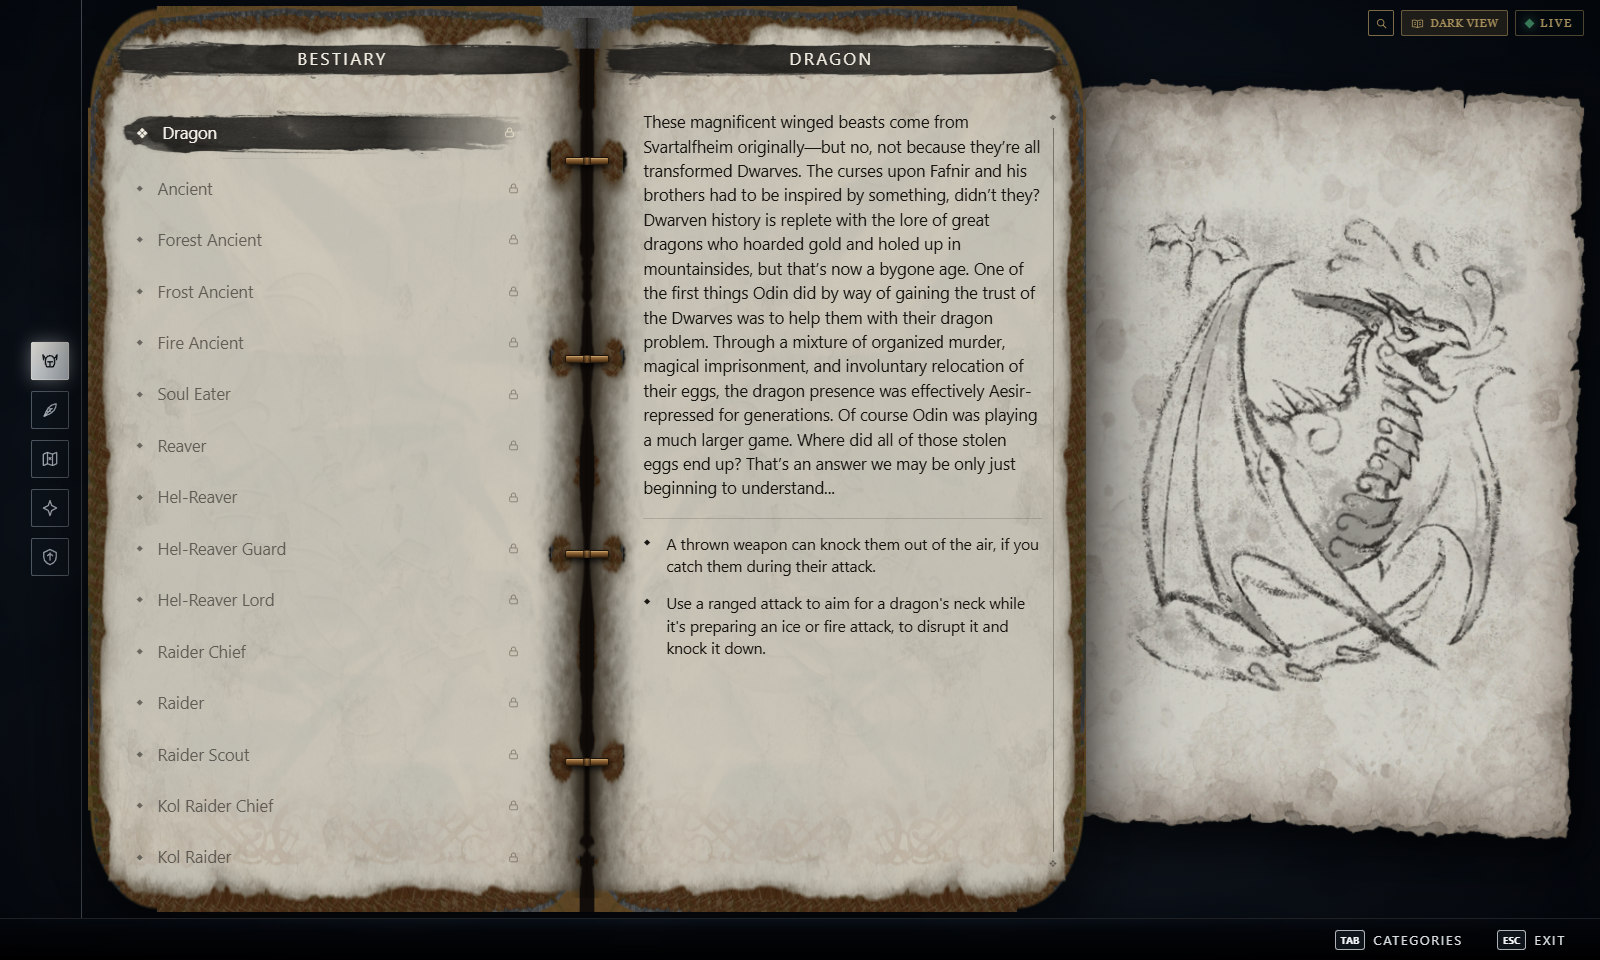 DARK VIEW
LIVE
BESTIARY
Dragon
Ancient
Forest Ancient
Frost Ancient
Fire Ancient
Soul Eater
Reaver
Hel-Reaver
Hel-Reaver Guard
Hel-Reaver Lord
Raider Chief
Raider
Raider Scout
Kol Raider Chief
Kol Raider
DRAGON
These magnificent winged beasts come from
Svartalfheim originally—but no, not because they’re all
transformed Dwarves. The curses upon Fafnir and his
brothers had to be inspired by something, didn’t they?
Dwarven history is replete with the lore of great
dragons who hoarded gold and holed up in
mountainsides, but that’s now a bygone age. One of
the first things Odin did by way of gaining the trust of
the Dwarves was to help them with their dragon
problem. Through a mixture of organized murder,
magical imprisonment, and involuntary relocation of
their eggs, the dragon presence was effectively Aesir-
repressed for generations. Of course Odin was playing
a much larger game. Where did all of those stolen
eggs end up? That’s an answer we may be only just
beginning to understand...
A thrown weapon can knock them out of the air, if you
catch them during their attack.
Use a ranged attack to aim for a dragon's neck while
it's preparing an ice or fire attack, to disrupt it and
knock it down.
TAB CATEGORIES
ESC EXIT